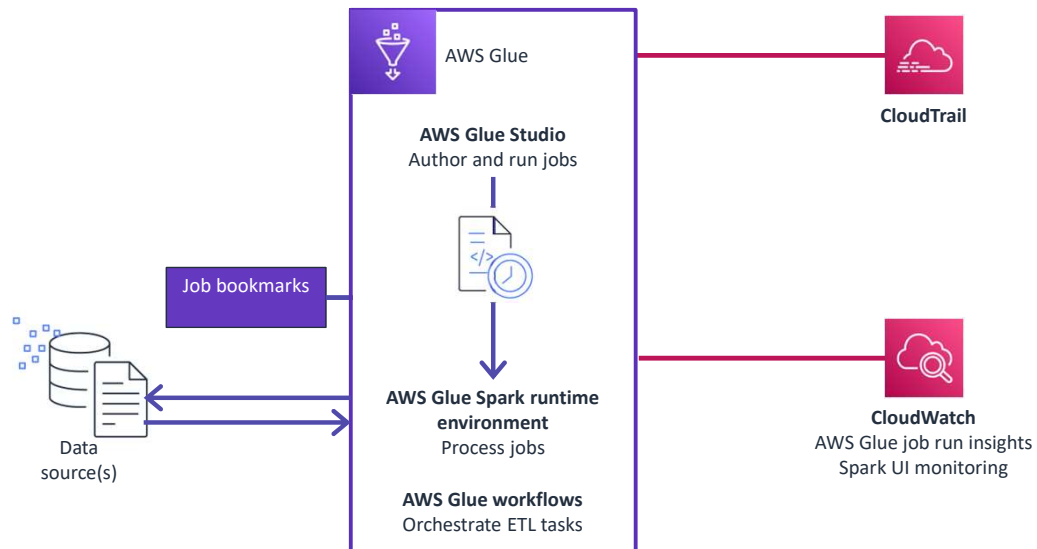 AWS Glue
AWS Glue Studio
Author and run jobs
</>
Job bookmarks
Data
source(s)
AWS Glue Spark runtime
environment
Process jobs
AWS Glue workflows
Orchestrate ETL tasks
CloudTrail
CloudWatch
AWS Glue job run insights
Spark UI monitoring